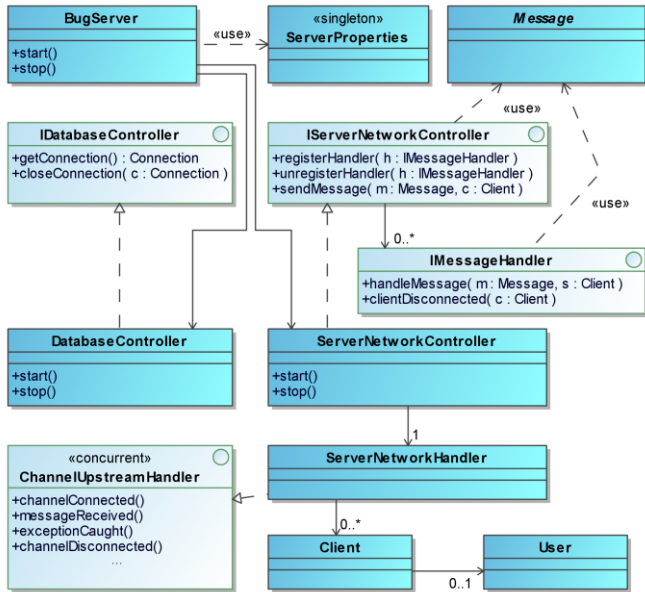 BugServer
+start()
+stop()
«use»
«singleton»
ServerProperties
Message
IDatabaseController
+getConnection() : Connection
+closeConnection( c : Connection )
IServerNetworkController
+registerHandler( h : IMessageHandler )
+unregisterHandler( h : IMessageHandler )
+sendMessage( m : Message, c : Client )
«use»
«use»
0..*
IMessageHandler
+handleMessage( m : Message, s : Client )
+clientDisconnected( c : Client )
DatabaseController
+start()
+stop()
ServerNetworkController
+start()
+stop()
1
«concurrent»
ChannelUpstreamHandler
+channelConnected()
+messageReceived()
+exceptionCaught()
+channelDisconnected()
...
ServerNetworkHandler
0..*
Client
0..1
User